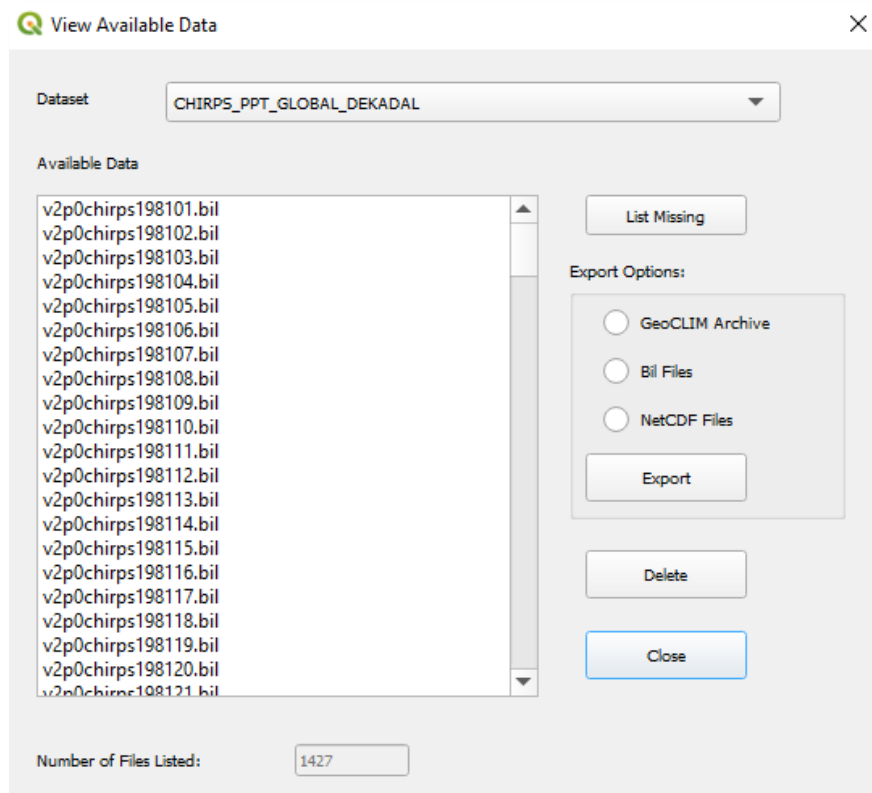 View Available Data
Dataset
CHIRPS_PPT_GLOBAL_DEKADAL
Available Data
v2p0chirps198101.bil
v2p0chirps198102.bil
v2p0chirps198103.bil
v2p0chirps198104.bil
v2p0chirps198105.bil
v2p0chirps198106.bil
v2p0chirps198107.bil
v2p0chirps198108.bil
v2p0chirps198109.bil
v2p0chirps198110.bil
v2p0chirps198111.bil
v2p0chirps198112.bil
v2p0chirps198113.bil
v2p0chirps198114.bil
v2p0chirps198115.bil
v2p0chirps198116.bil
v2p0chirps198117.bil
v2p0chirps198118.bil
v2p0chirps198119.bil
v2p0chirps198120.bil
v2p0chirps198121.bil
List Missing
Export Options:
GeoCLIM Archive
Bil Files
NetCDF Files
Export
Delete
Close
Number of Files Listed:
1427